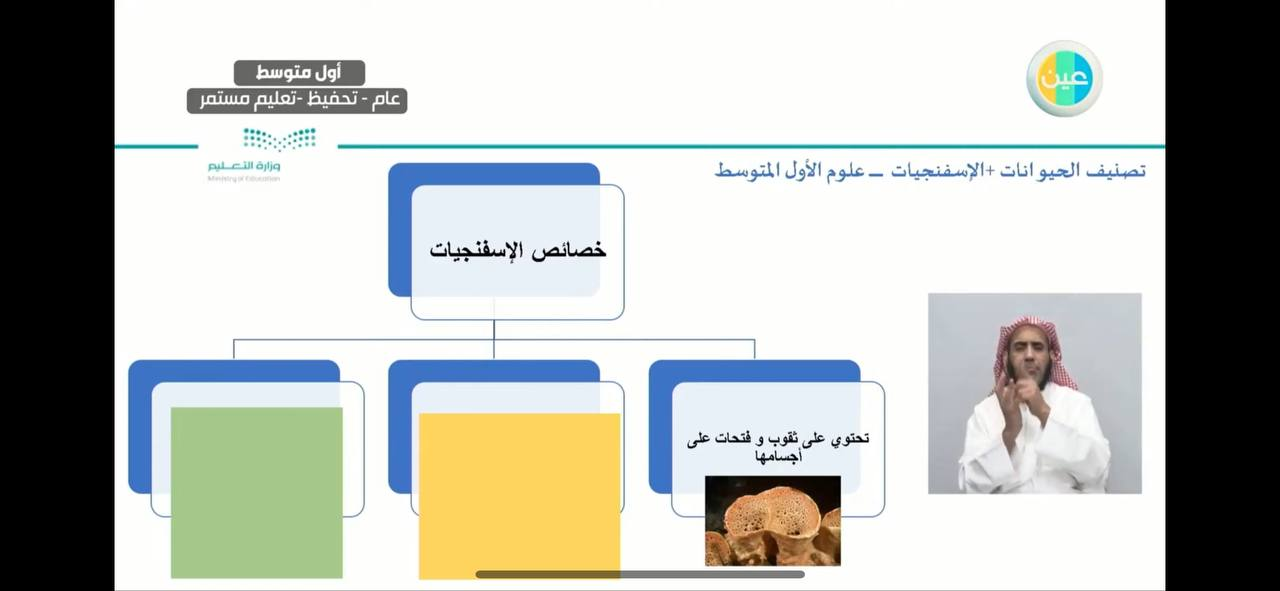 أول متوسط
عام - تحفيظ -تعليم مستمر
عين
وزارة التعليم
Ministry of Education
تصنيف الحيوانات +الإسفنجيات – علوم الأول المتوسط
خصائص الإسفنجيات
تحتوي على ثقوب و فتحات على
أجسامها